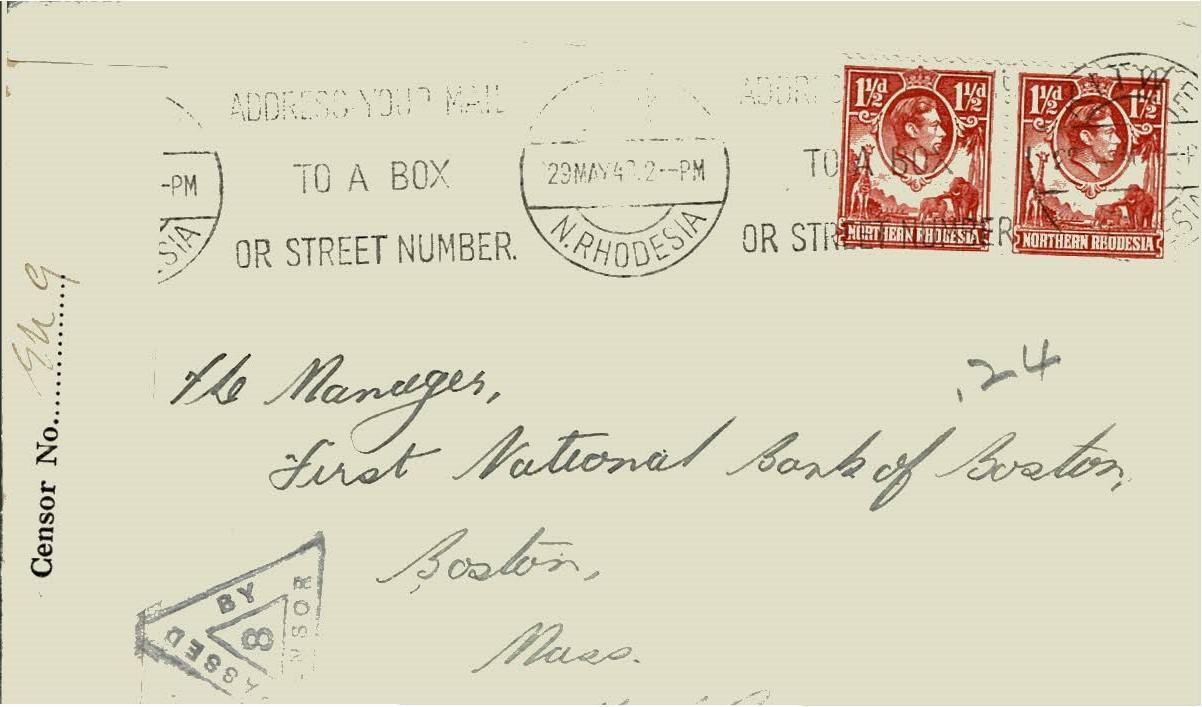 ADDRESS YOUR MAIL
TO A BOX
OR STREET NUMBER.
-PM
29 MAY 4 2--PM
N. RHODESIA
TO A BOX
OR STREET NUMBER
1½d 1½d
NORTHERN RHODESIA
1½d 1½d
NORTHERN RHODESIA
Censor No.
24
The Manager,
First National Bank of Boston,
Boston,
Mass.
PASSED
BY
CENSOR
8